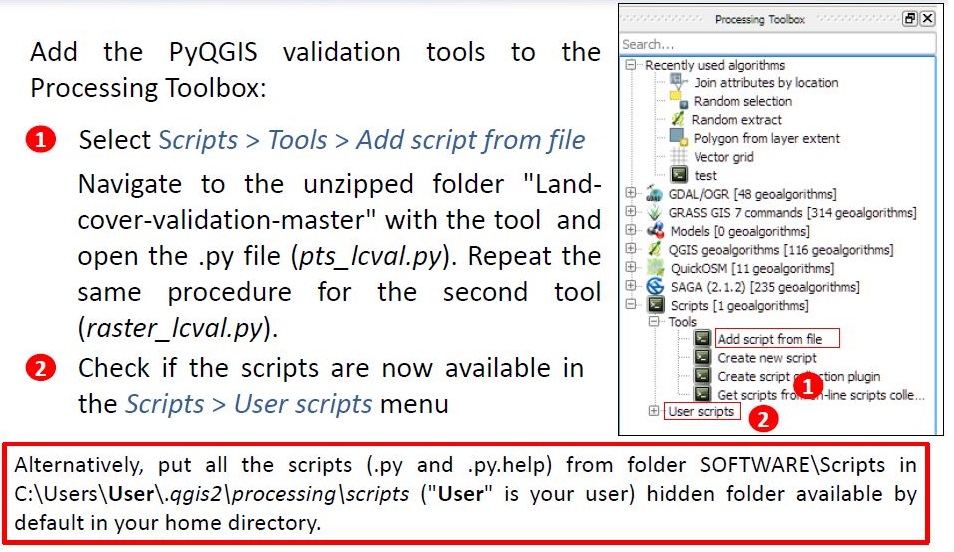 Add the PyQGIS validation tools to the
Processing Toolbox:
1 Select Scripts > Tools > Add script from file
Navigate to the unzipped folder "Land-
cover-validation-master" with the tool and
open the .py file (pts_lcval.py). Repeat the
same procedure for the second tool
(raster_lcval.py).
2 Check if the scripts are now available in
the Scripts > User scripts menu
Processing Toolbox
Search...
Recently used algorithms
Join attributes by location
Random selection
Random extract
Polygon from layer extent
Vector grid
test
GDAL/OGR [48 geoalgorithms]
GRASS GIS 7 commands [314 geoalgorithms]
Models [0 geoalgorithms]
QGIS geoalgorithms [116 geoalgorithms]
QuickOSM [11 geoalgorithms]
SAGA (2.1.2) [235 geoalgorithms]
Scripts [1 geoalgorithms]
Tools
Add script from file
Create new script
Create script plugin
1
Get scripts scripts colle...
User scripts
2
Alternatively, put all the scripts (.py and .py.help) from folder SOFTWARE\Scripts in
C:\Users\User\.qgis2\processing\scripts ("User" is your user) hidden folder available by
default in your home directory.